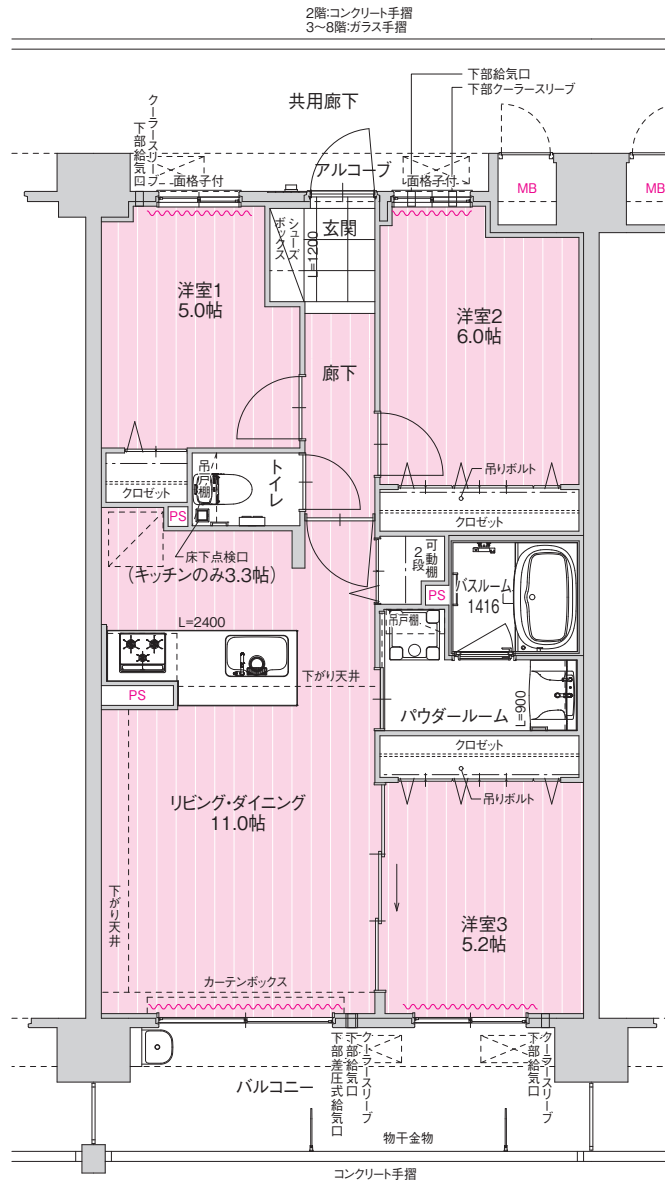 2階:コンクリート手摺
3~8階:ガラス手摺
共用廊下
下部給気口
下部クーラースリーブ
クーラースリーブ
下部給気口
面格子付
アルコーブ
面格子付
MB
MB
シューズ
ボックス
L=1200
玄関
洋室1
5.0帖
洋室2
6.0帖
廊下
吊戸棚
トイレ
クロゼット
PS
吊りボルト
クロゼット
床下点検口
(キッチンのみ3.3帖)
可動棚
2段
PS
バスルーム
1416
L=2400
吊戸棚
下がり天井
PS
パウダールーム
L=900
クロゼット
吊りボルト
リビング・ダイニング
11.0帖
下がり天井
洋室3
5.2帖
カーテンボックス
クーラースリーブ
下部給気口
下部差圧式給気口
クーラースリーブ
下部給気口
バルコニー
物干金物
コンクリート手摺